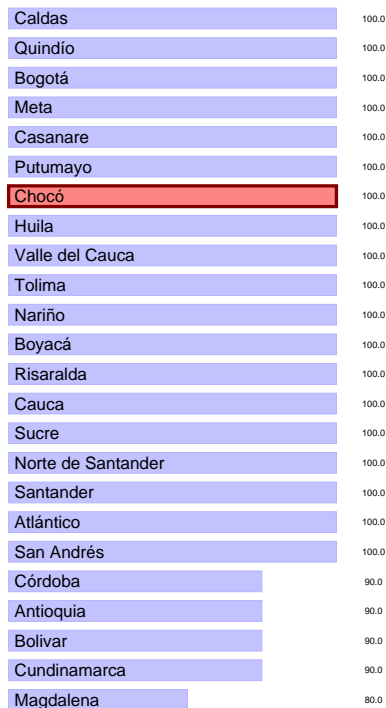 Caldas 100.0
Quindío 100.0
Bogotá 100.0
Meta 100.0
Casanare 100.0
Putumayo 100.0
Chocó 100.0
Huila 100.0
Valle del Cauca 100.0
Tolima 100.0
Nariño 100.0
Boyacá 100.0
Risaralda 100.0
Cauca 100.0
Sucre 100.0
Norte de Santander 100.0
Santander 100.0
Atlántico 100.0
San Andrés 100.0
Córdoba 90.0
Antioquia 90.0
Bolivar 90.0
Cundinamarca 90.0
Magdalena 80.0